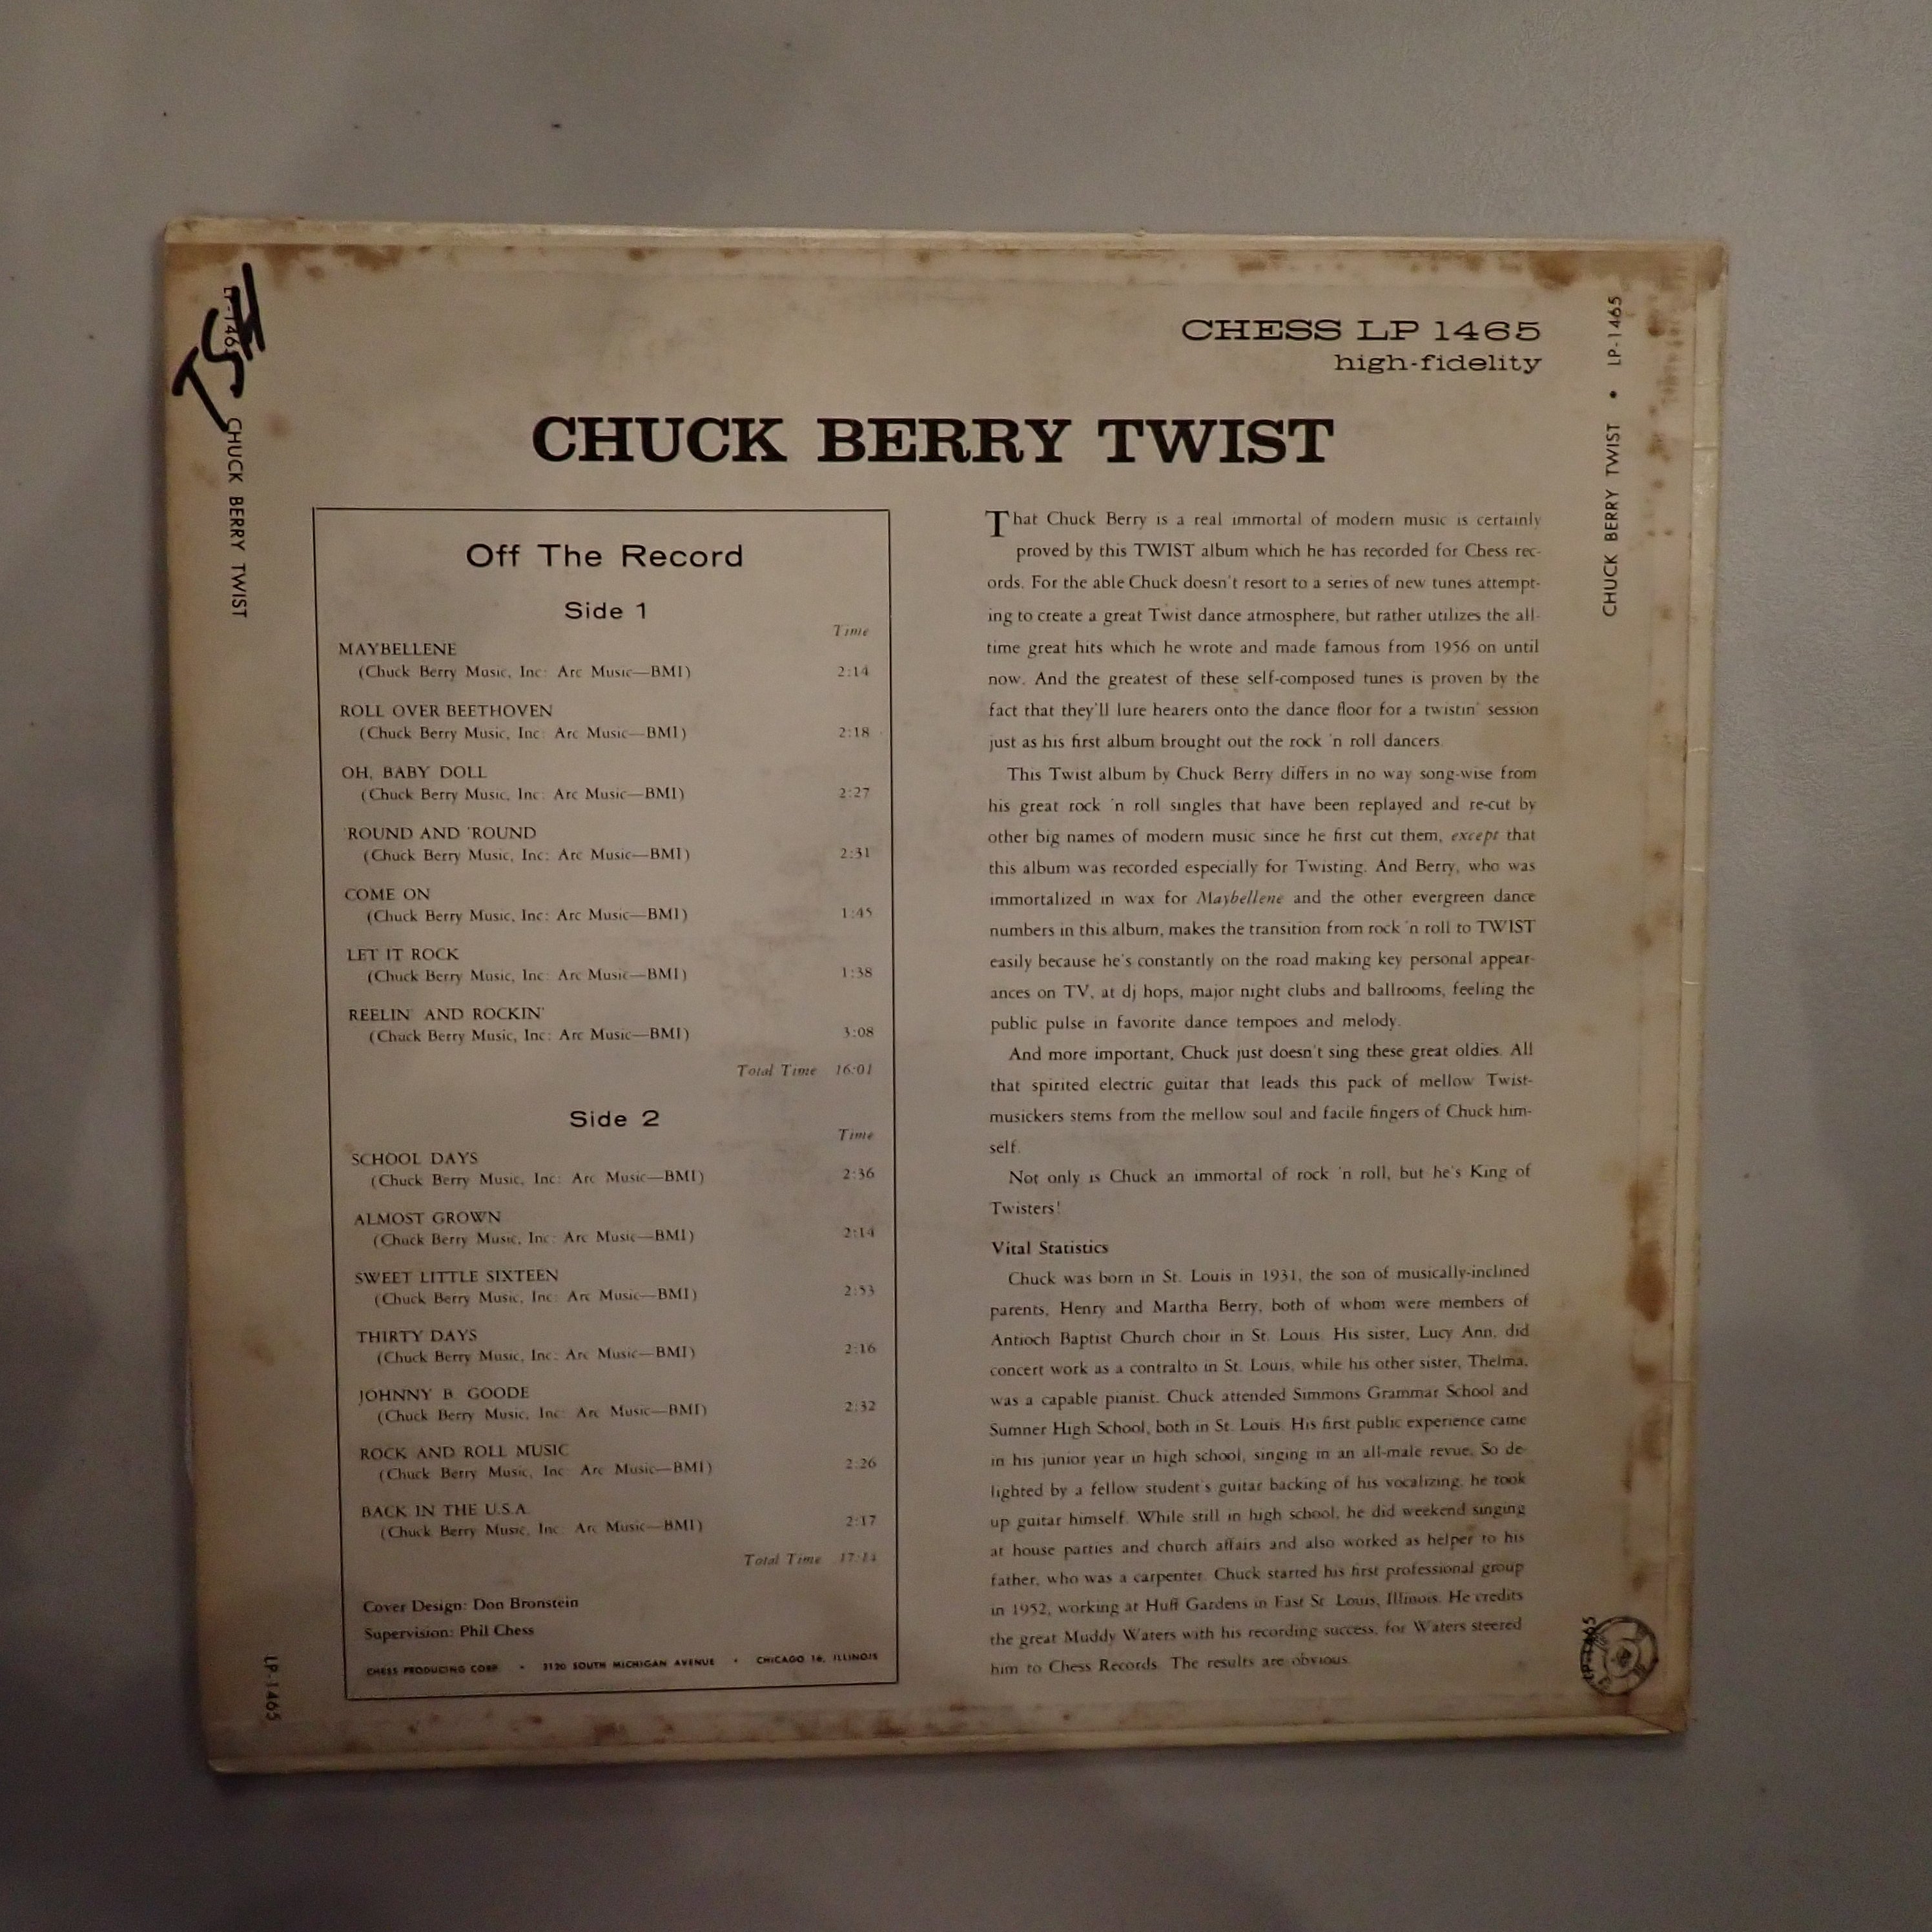 CHESS LP 1465
high-fidelity
CHUCK BERRY TWIST
Off The Record
Side 1
Time
MAYBELLENE
(Chuck Berry Music, Inc: Arc Music—BMI) 2:14
ROLL OVER BEETHOVEN
(Chuck Berry Music, Inc: Arc Music—BMI) 2:18
OH, BABY DOLL
(Chuck Berry Music, Inc: Arc Music—BMI) 2:27
'ROUND AND 'ROUND
(Chuck Berry Music, Inc: Arc Music—BMI) 2:31
COME ON
(Chuck Berry Music, Inc: Arc Music—BMI) 1:45
LET IT ROCK
(Chuck Berry Music, Inc: Arc Music—BMI) 1:38
REELIN' AND ROCKIN'
(Chuck Berry Music, Inc: Arc Music—BMI) 3:08
Total Time 16:01
Side 2
Time
SCHOOL DAYS
(Chuck Berry Music, Inc: Arc Music—BMI) 2:36
ALMOST GROWN
(Chuck Berry Music, Inc: Arc Music—BMI) 2:14
SWEET LITTLE SIXTEEN
(Chuck Berry Music, Inc: Arc Music—BMI) 2:53
THIRTY DAYS
(Chuck Berry Music, Inc: Arc Music—BMI) 2:16
JOHNNY B. GOODE
(Chuck Berry Music, Inc: Arc Music—BMI) 2:32
ROCK AND ROLL MUSIC
(Chuck Berry Music, Inc: Arc Music—BMI) 2:26
BACK IN THE U.S.A.
(Chuck Berry Music, Inc: Arc Music—BMI) 2:17
Total Time 17:14
Cover Design: Don Bronstein
Supervision: Phil Chess
CHESS PRODUCING CORP. • 2120 SOUTH MICHIGAN AVENUE • CHICAGO 16, ILLINOIS
That Chuck Berry is a real immortal of modern music is certainly
proved by this TWIST album which he has recorded for Chess rec-
ords. For the able Chuck doesn't resort to a series of new tunes attempt-
ing to create a great Twist dance atmosphere, but rather utilizes the all-
time great hits which he wrote and made famous from 1956 on until
now. And the greatest of these self-composed tunes is proven by the
fact that they'll lure hearers onto the dance floor for a twistin' session
just as his first album brought out the rock 'n roll dancers.
This Twist album by Chuck Berry differs in no way song-wise from
his great rock 'n roll singles that have been replayed and re-cut by
other big names of modern music since he first cut them, except that
this album was recorded especially for Twisting. And Berry, who was
immortalized in wax for Maybellene and the other evergreen dance
numbers in this album, makes the transition from rock 'n roll to TWIST
easily because he's constantly on the road making key personal appear-
ances on TV, at dj hops, major night clubs and ballrooms, feeling the
public pulse in favorite dance tempoes and melody.
And more important, Chuck just doesn't sing these great oldies. All
that spirited electric guitar that leads this pack of mellow Twist-
musickers stems from the mellow soul and facile fingers of Chuck him-
self.
Not only is Chuck an immortal of rock 'n roll, but he's King of
Twisters!
Vital Statistics
Chuck was born in St. Louis in 1931, the son of musically-inclined
parents, Henry and Martha Berry, both of whom were members of
Antioch Baptist Church choir in St. Louis. His sister, Lucy Ann, did
concert work as a contralto in St. Louis, while his other sister, Thelma,
was a capable pianist. Chuck attended Simmons Grammar School and
Sumner High School, both in St. Louis. His first public experience came
in his junior year in high school, singing in an all-male revue. So de-
lighted by a fellow student's guitar backing of his vocalizing, he took
up guitar himself. While still in high school, he did weekend singing
at house parties and church affairs and also worked as helper to his
father, who was a carpenter. Chuck started his first professional group
in 1952, working at Huff Gardens in East St. Louis, Illinois. He credits
the great Muddy Waters with his recording success, for Waters steered
him to Chess Records. The results are obvious.
LP-1465
TSH
CHUCK BERRY TWIST
LP-1465
CHUCK BERRY TWIST • LP-1465
LP-1465